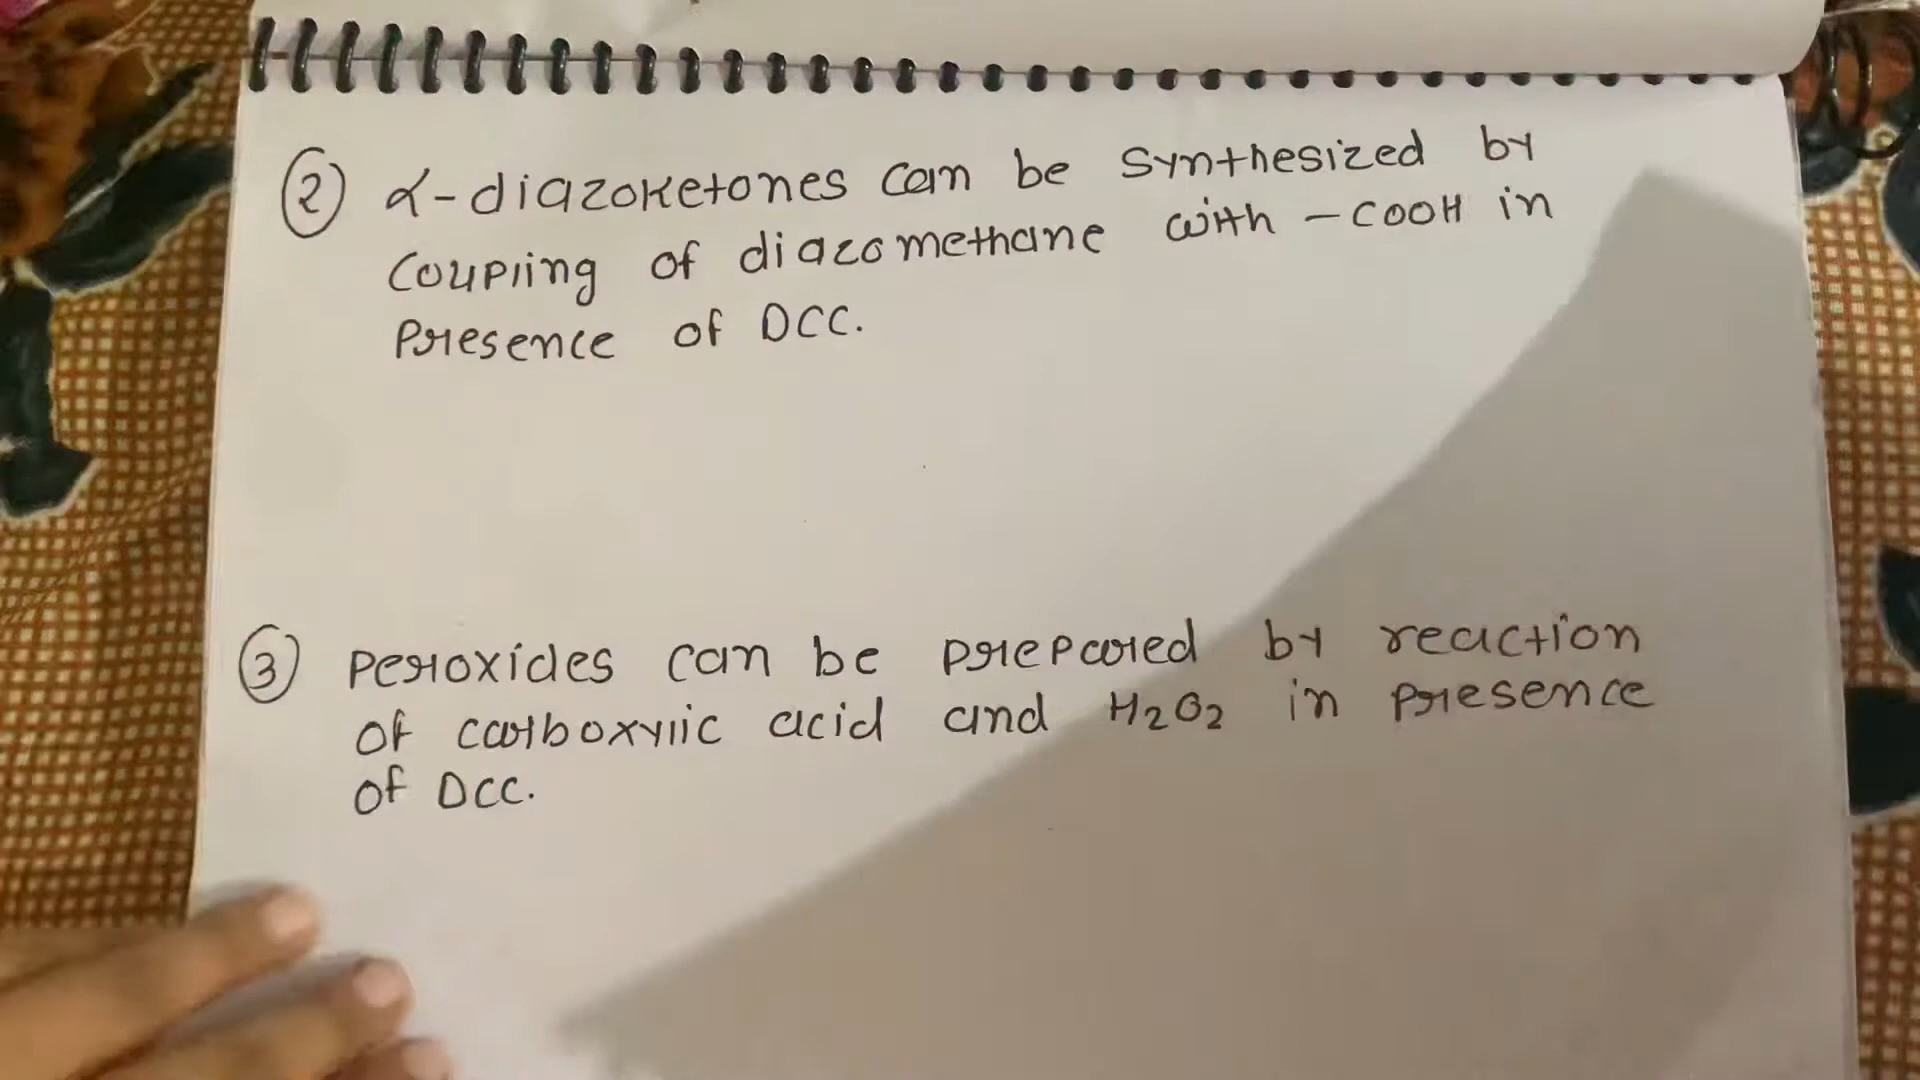 ② α-diazoketones can be synthesized by
coupling of diazomethane with -COOH in
presence of DCC.
③ peroxides can be prepared by reaction
of carboxylic acid and H2O2 in presence
of DCC.